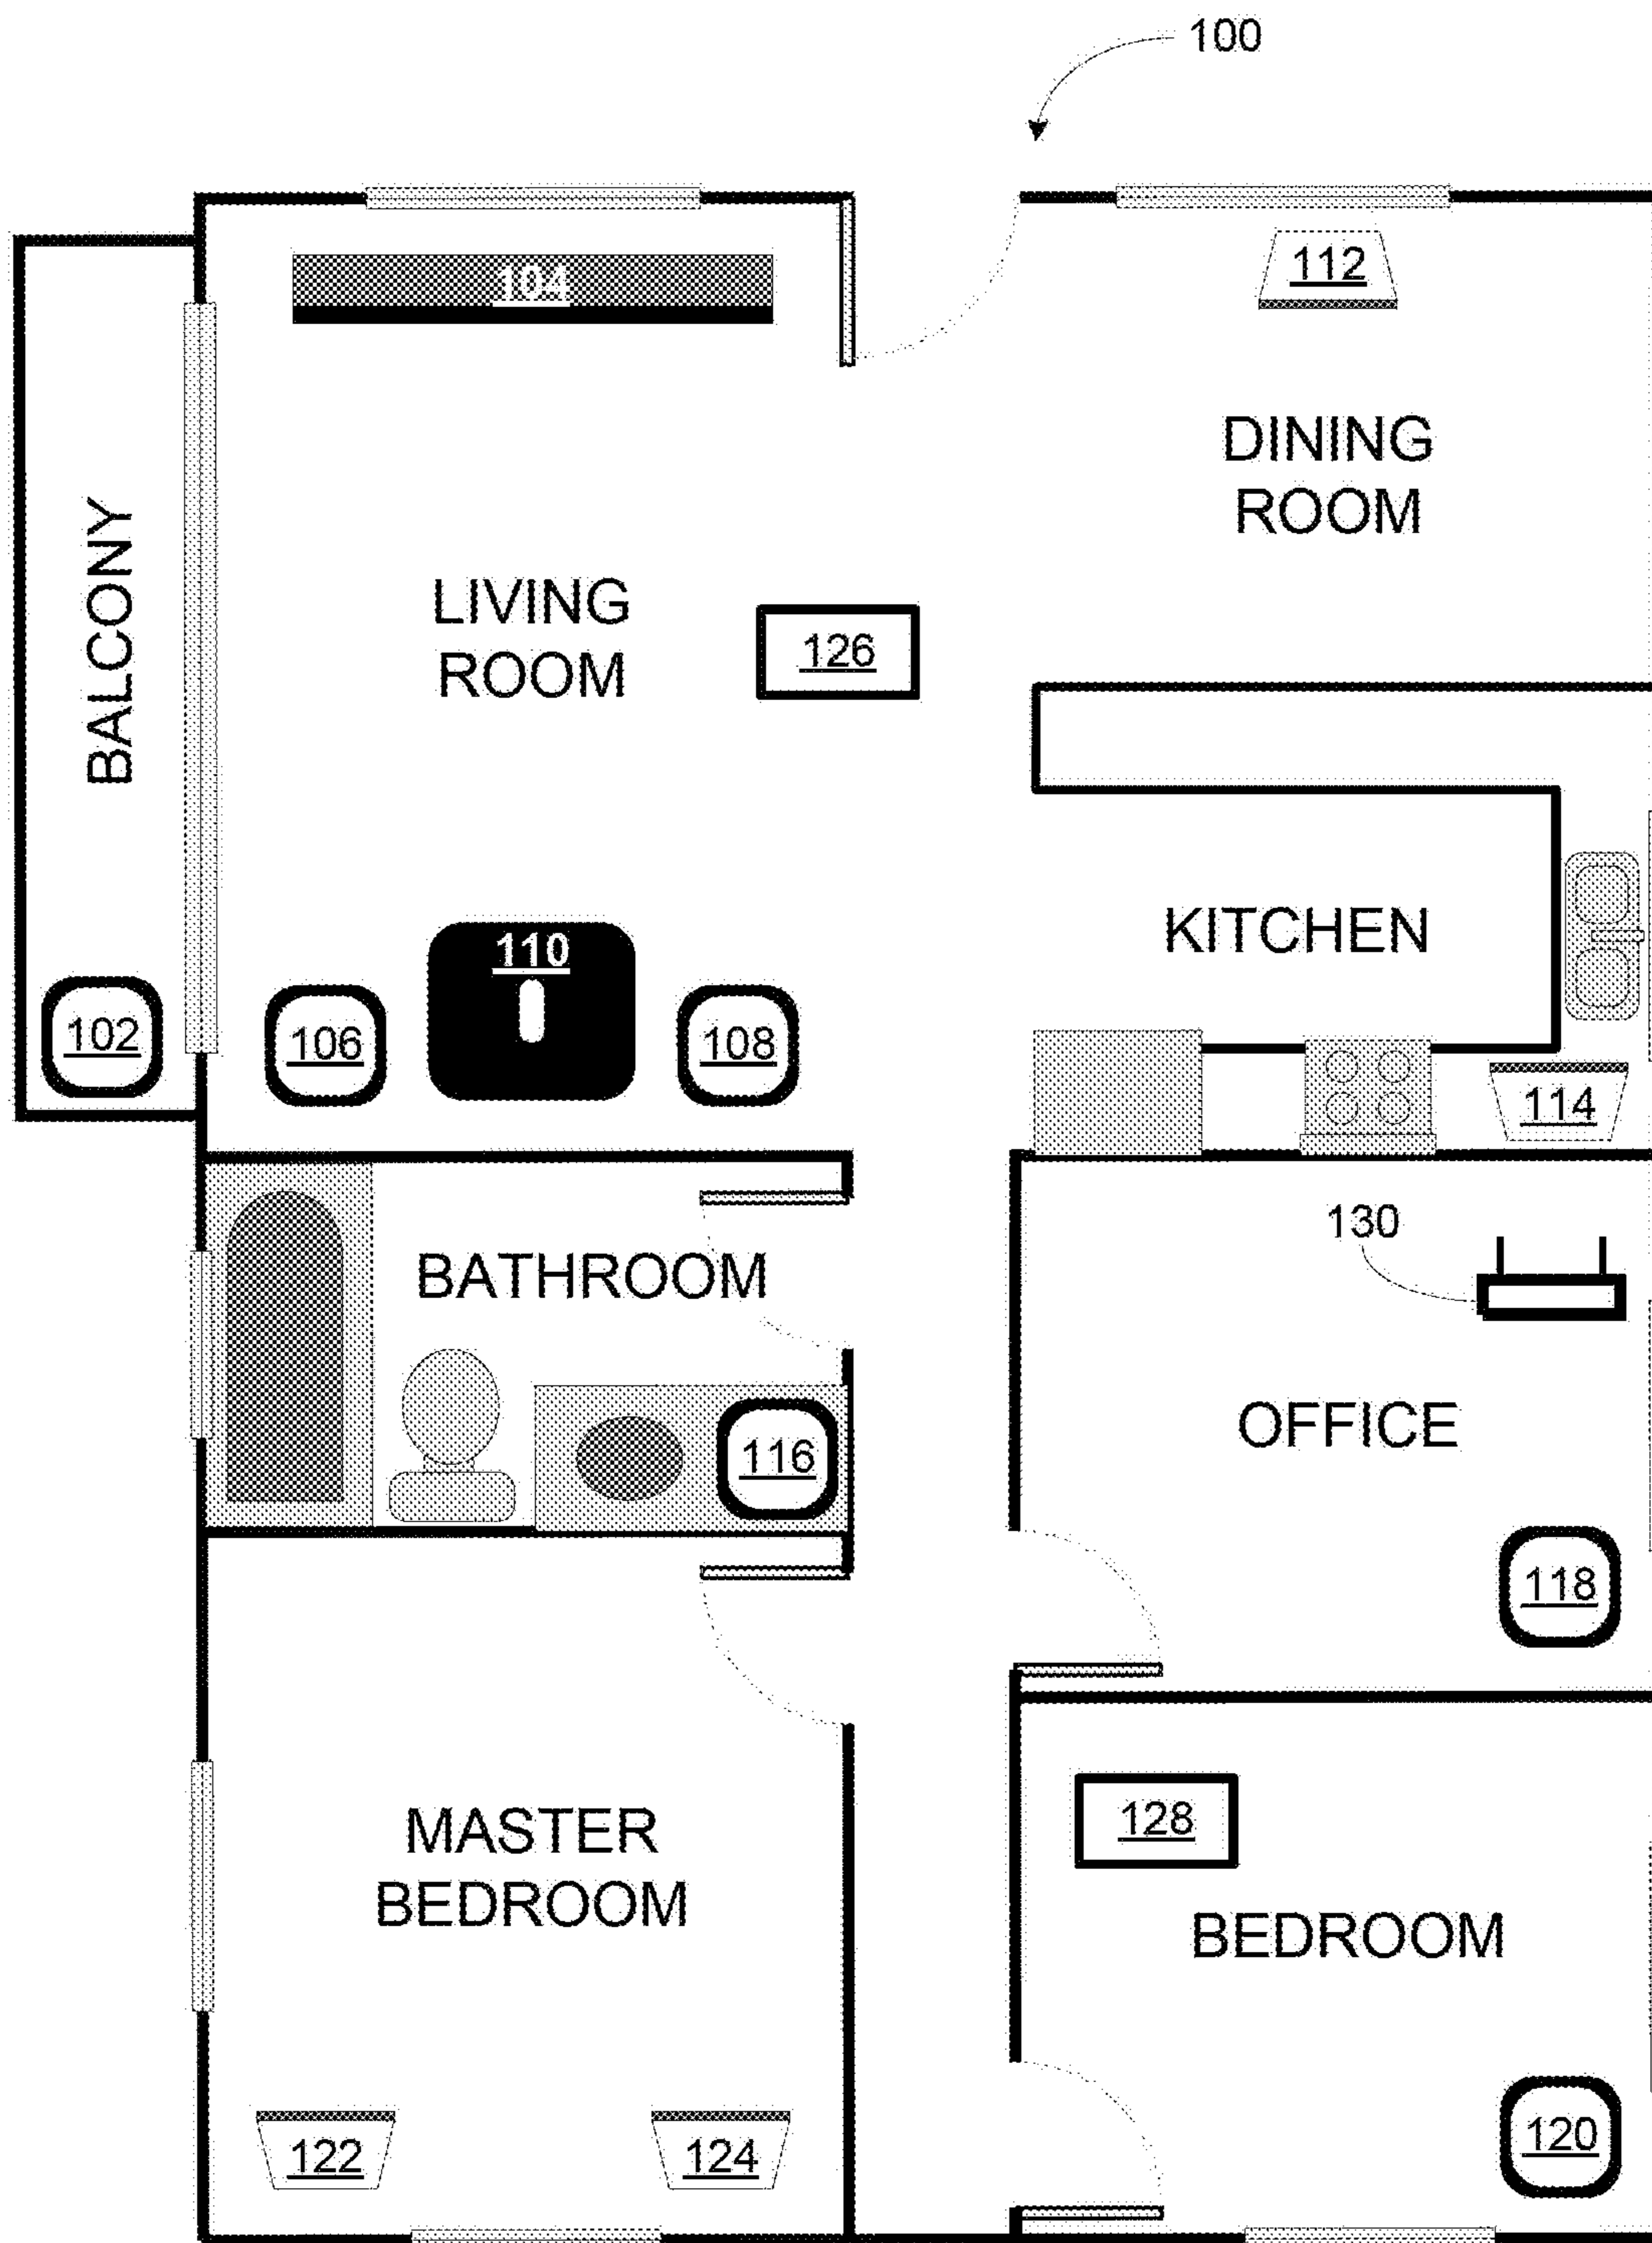 100
104
112
DINING
ROOM
BALCONY
LIVING
ROOM
126
KITCHEN
110
102
106
108
114
130
BATHROOM
OFFICE
116
118
128
MASTER
BEDROOM
BEDROOM
122
124
120